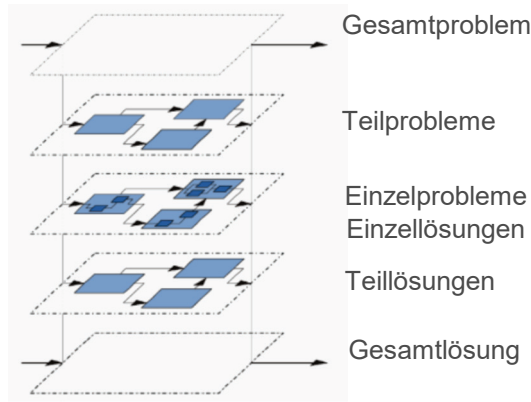 Gesamtproblem
Teilprobleme
Einzelprobleme
Einzellösungen
Teillösungen
Gesamtlösung